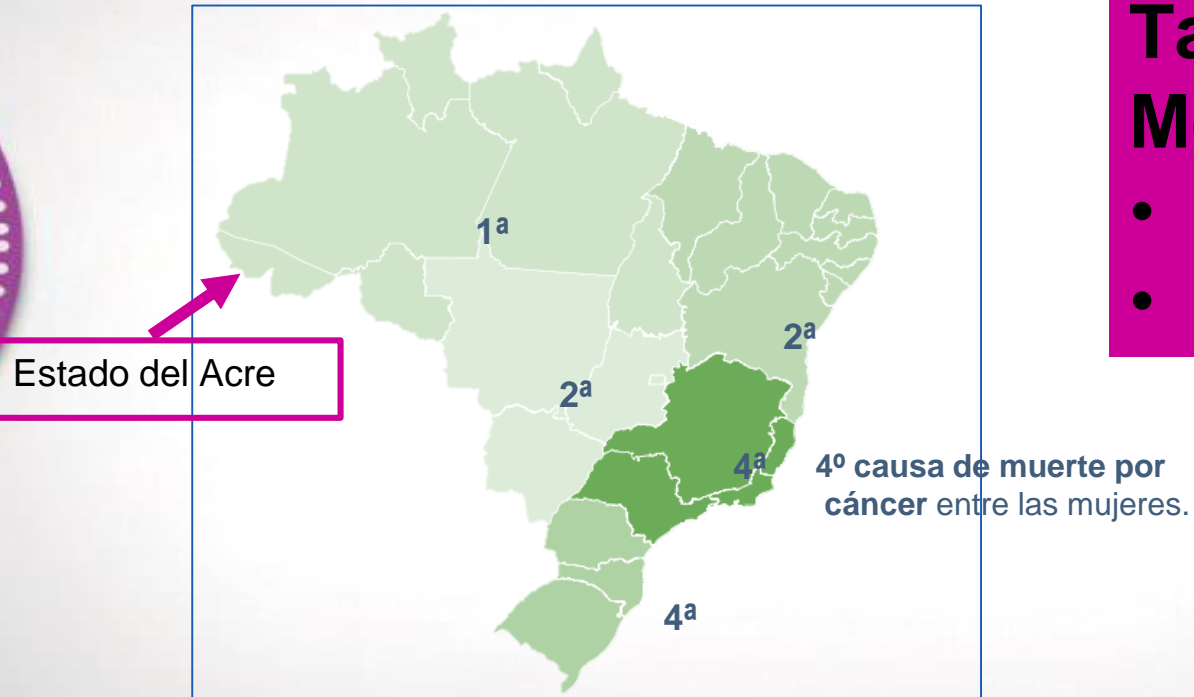 1ª
2ª
Estado del Acre
2ª
4ª
4º causa de muerte por
cáncer entre las mujeres.
4ª